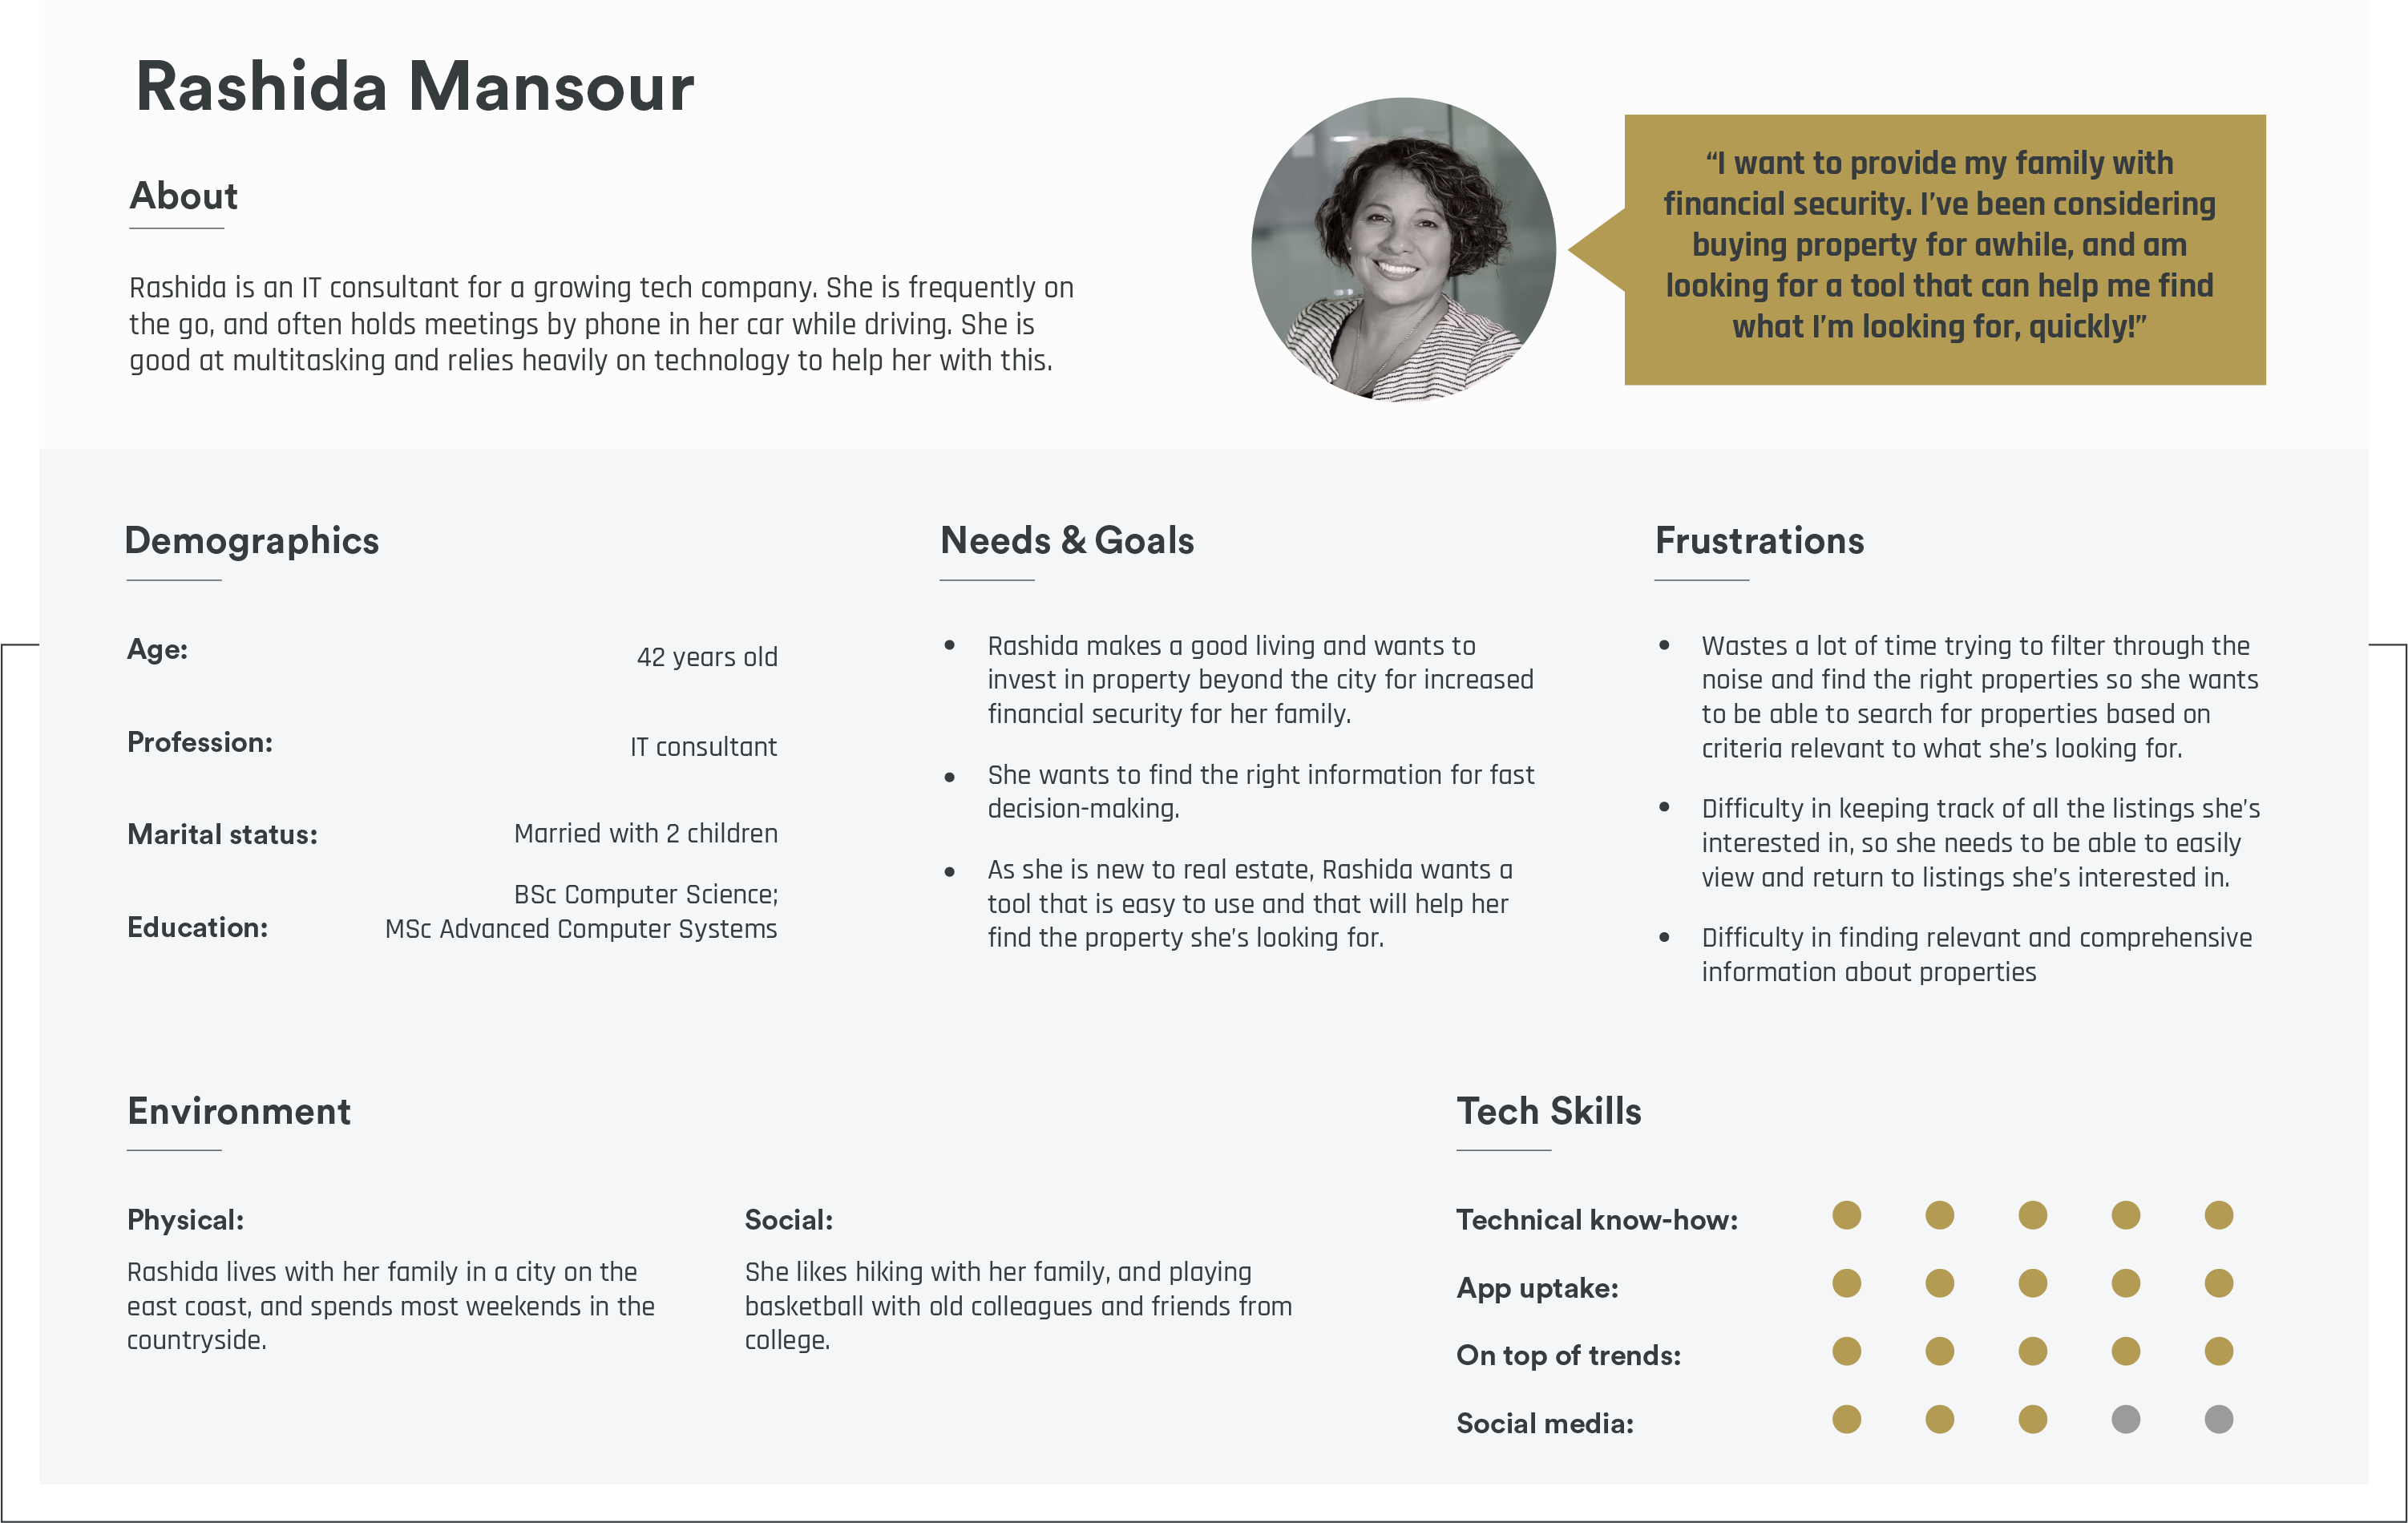 Rashida Mansour
About
Rashida is an IT consultant for a growing tech company. She is frequently on
the go, and often holds meetings by phone in her car while driving. She is
good at multitasking and relies heavily on technology to help her with this.
“I want to provide my family with
financial security. I’ve been considering
buying property for awhile, and am
looking for a tool that can help me find
what I’m looking for, quickly!”
Demographics
Age:
42 years old
Profession:
IT consultant
Marital status:
Married with 2 children
Education:
BSc Computer Science;
MSc Advanced Computer Systems
Needs & Goals
• Rashida makes a good living and wants to
invest in property beyond the city for increased
financial security for her family.
• She wants to find the right information for fast
decision-making.
• As she is new to real estate, Rashida wants a
tool that is easy to use and that will help her
find the property she’s looking for.
Frustrations
• Wastes a lot of time trying to filter through the
noise and find the right properties so she wants
to be able to search for properties based on
criteria relevant to what she’s looking for.
• Difficulty in keeping track of all the listings she’s
interested in, so she needs to be able to easily
view and return to listings she’s interested in.
• Difficulty in finding relevant and comprehensive
information about properties
Environment
Physical:
Rashida lives with her family in a city on the
east coast, and spends most weekends in the
countryside.
Social:
She likes hiking with her family, and playing
basketball with old colleagues and friends from
college.
Tech Skills
Technical know-how:
App uptake:
On top of trends:
Social media: